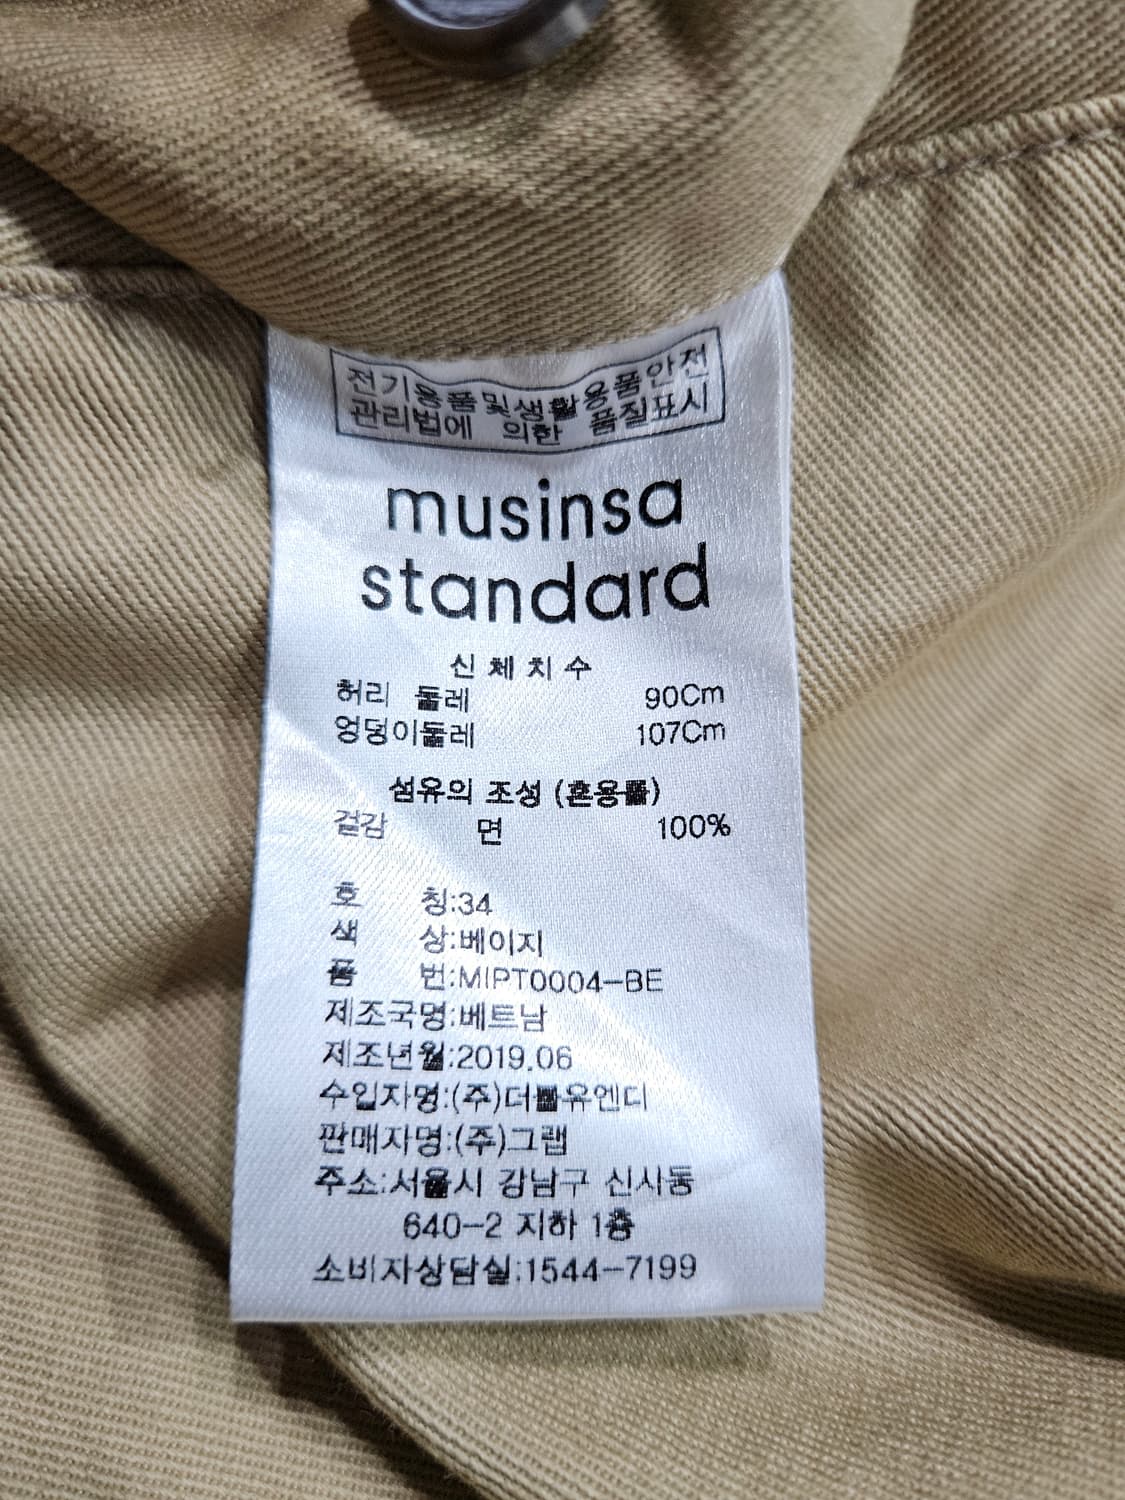 전기용품및생활용품안전
관리법에 의한 품질표시
musinsa
standard
신체치수
허리 둘레 90Cm
엉덩이둘레 107Cm
섬유의 조성 (혼용률)
겉감 면 100%
호 칭:34
색 상:베이지
품 번:MIPT0004-BE
제조국명:베트남
제조년월:2019.06
수입자명:(주)더블유엔디
판매자명:(주)그랩
주소:서울시 강남구 신사동
640-2 지하 1층
소비자상담실:1544-7199